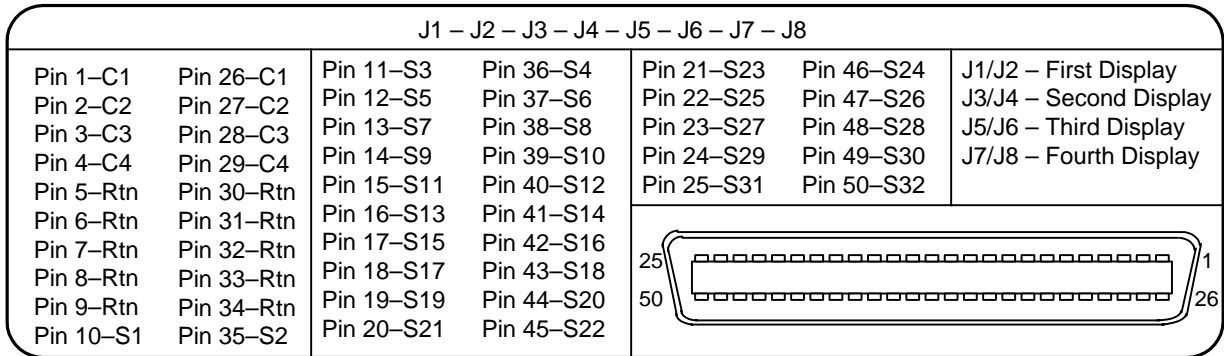 J1 – J2 – J3 – J4 – J5 – J6 – J7 – J8
Pin 1–C1 Pin 26–C1
Pin 2–C2 Pin 27–C2
Pin 3–C3 Pin 28–C3
Pin 4–C4 Pin 29–C4
Pin 5–Rtn Pin 30–Rtn
Pin 6–Rtn Pin 31–Rtn
Pin 7–Rtn Pin 32–Rtn
Pin 8–Rtn Pin 33–Rtn
Pin 9–Rtn Pin 34–Rtn
Pin 10–S1 Pin 35–S2
Pin 11–S3 Pin 36–S4
Pin 12–S5 Pin 37–S6
Pin 13–S7 Pin 38–S8
Pin 14–S9 Pin 39–S10
Pin 15–S11 Pin 40–S12
Pin 16–S13 Pin 41–S14
Pin 17–S15 Pin 42–S16
Pin 18–S17 Pin 43–S18
Pin 19–S19 Pin 44–S20
Pin 20–S21 Pin 45–S22
Pin 21–S23 Pin 46–S24
Pin 22–S25 Pin 47–S26
Pin 23–S27 Pin 48–S28
Pin 24–S29 Pin 49–S30
Pin 25–S31 Pin 50–S32
J1/J2 – First Display
J3/J4 – Second Display
J5/J6 – Third Display
J7/J8 – Fourth Display
25 1
50 26